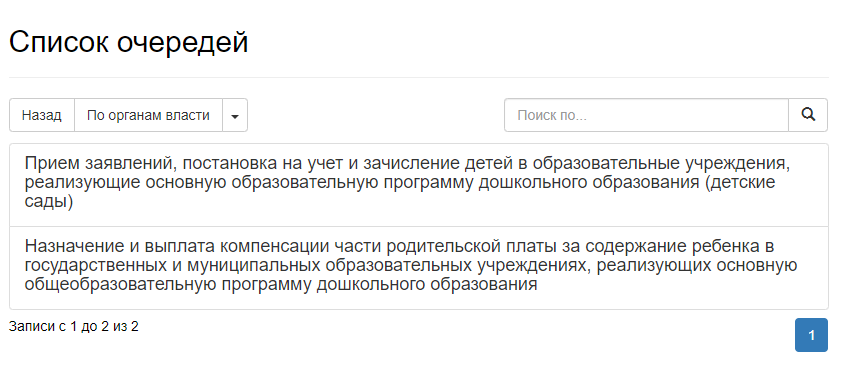 Список очередей
Назад
По органам власти
Поиск по...
Прием заявлений, постановка на учет и зачисление детей в образовательные учреждения,
реализующие основную образовательную программу дошкольного образования (детские
сады)
Назначение и выплата компенсации части родительской платы за содержание ребенка в
государственных и муниципальных образовательных учреждениях, реализующих основную
общеобразовательную программу дошкольного образования
Записи с 1 до 2 из 2
1